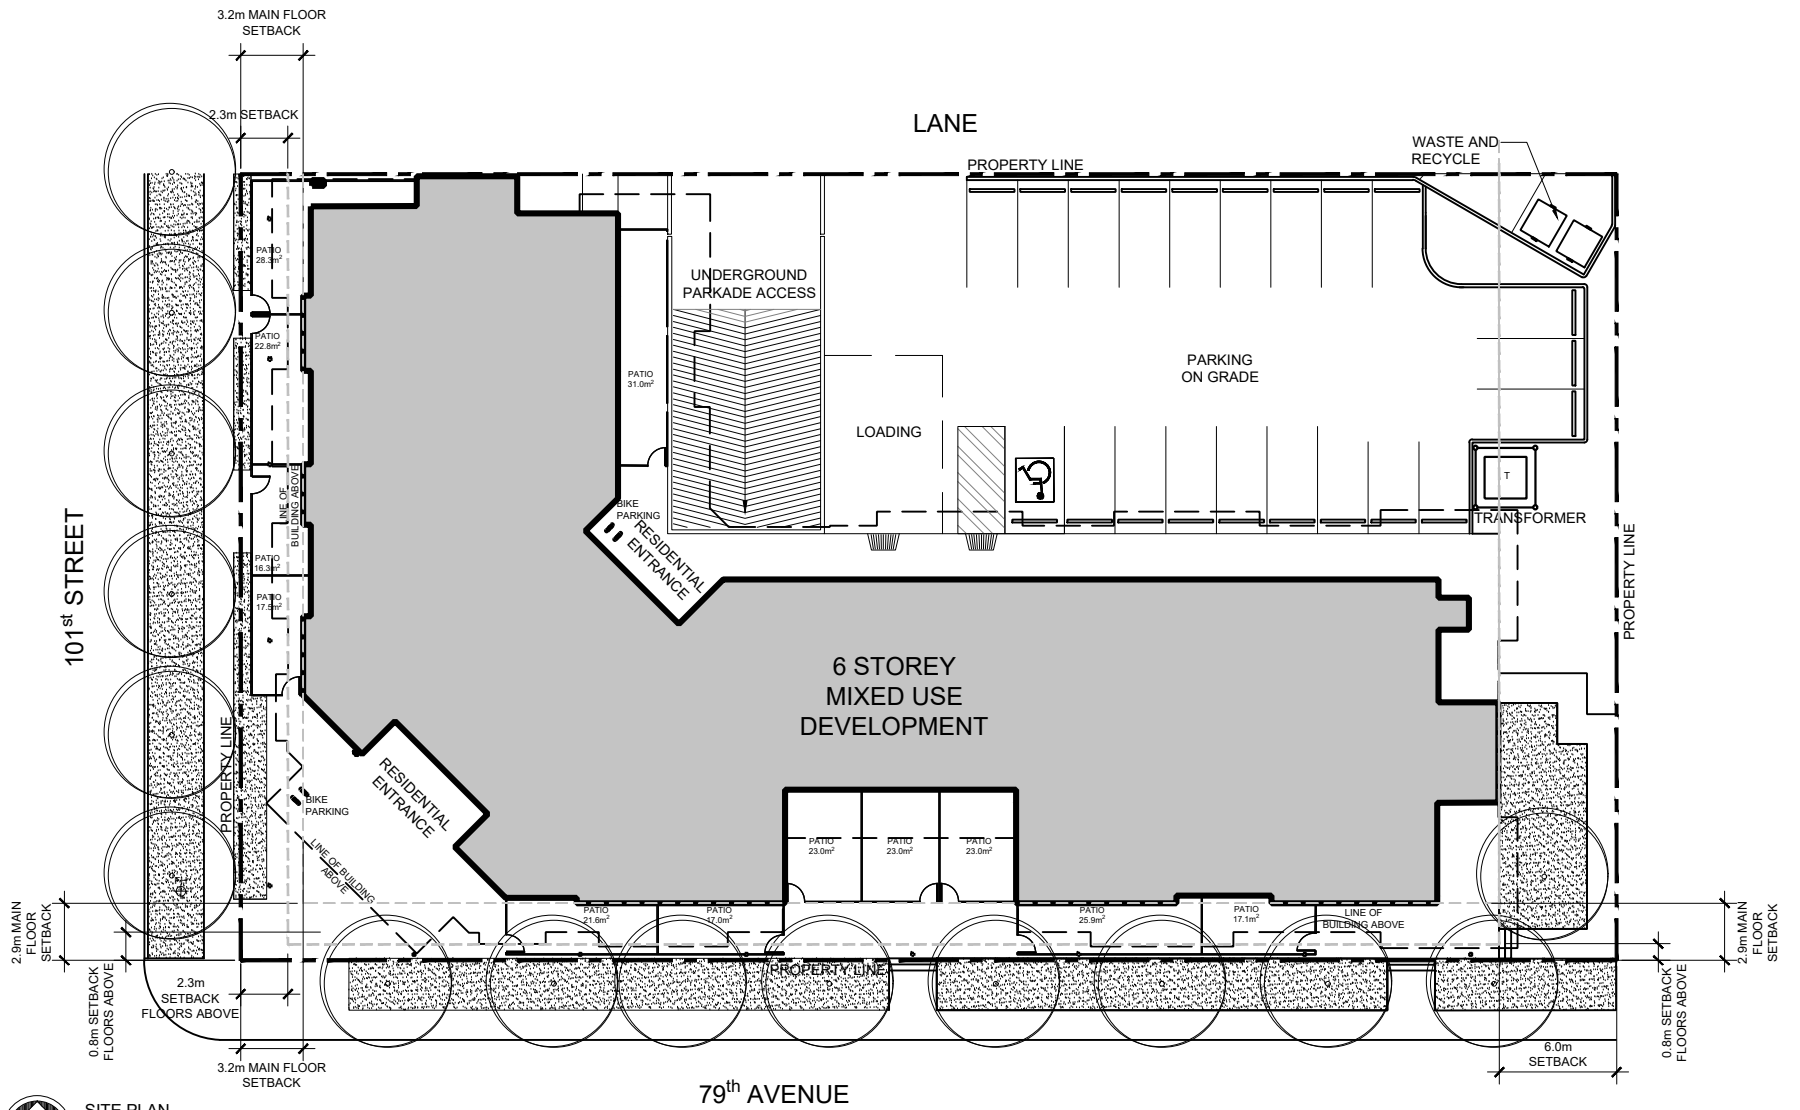 3.2m MAIN FLOOR
SETBACK
2.3m SETBACK
LANE
WASTE AND
RECYCLE
PROPERTY LINE
PATIO
28.3m²
UNDERGROUND
PARKADE ACCESS
PATIO
22.8m²
PATIO
31.0m²
PARKING
ON GRADE
LOADING
LINE OF
BUILDING ABOVE
BIKE
PARKING
RESIDENTIAL
ENTRANCE
T
TRANSFORMER
PROPERTY LINE
101st STREET
PATIO
16.3m²
PATIO
17.5m²
6 STOREY
MIXED USE
DEVELOPMENT
PROPERTY LINE
RESIDENTIAL
ENTRANCE
BIKE
PARKING
LINE OF BUILDING
ABOVE
PATIO
23.0m²
PATIO
23.0m²
PATIO
23.0m²
PATIO
21.6m²
PATIO
17.0m²
PATIO
25.9m²
PATIO
17.1m²
LINE OF
BUILDING ABOVE
2.9m MAIN
FLOOR
SETBACK
2.9m MAIN
FLOOR
SETBACK
PROPERTY LINE
0.8m SETBACK
FLOORS ABOVE
2.3m
SETBACK
FLOORS ABOVE
0.8m SETBACK
FLOORS ABOVE
6.0m
SETBACK
3.2m MAIN FLOOR
SETBACK
79th AVENUE
SITE PLAN